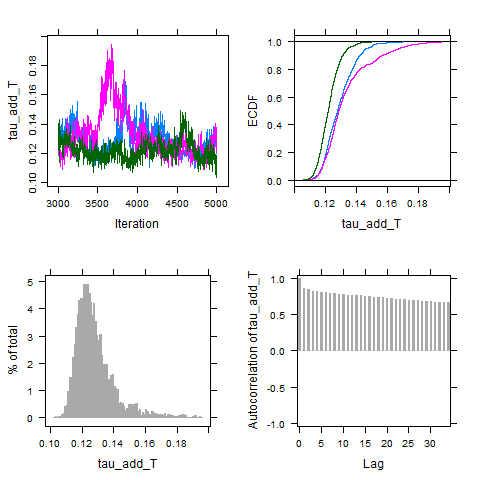 tau_add_T
0.10 0.12 0.14 0.16 0.18
3000 3500 4000 4500 5000
Iteration
ECDF
1.0
0.8
0.6
0.4
0.2
0.0
0.12 0.14 0.16 0.18
tau_add_T
% of total
5
4
3
2
1
0
0.10 0.12 0.14 0.16 0.18
tau_add_T
Autocorrelation of tau_add_T
1.0
0.5
0.0
-0.5
-1.0
0 5 10 15 20 25 30
Lag